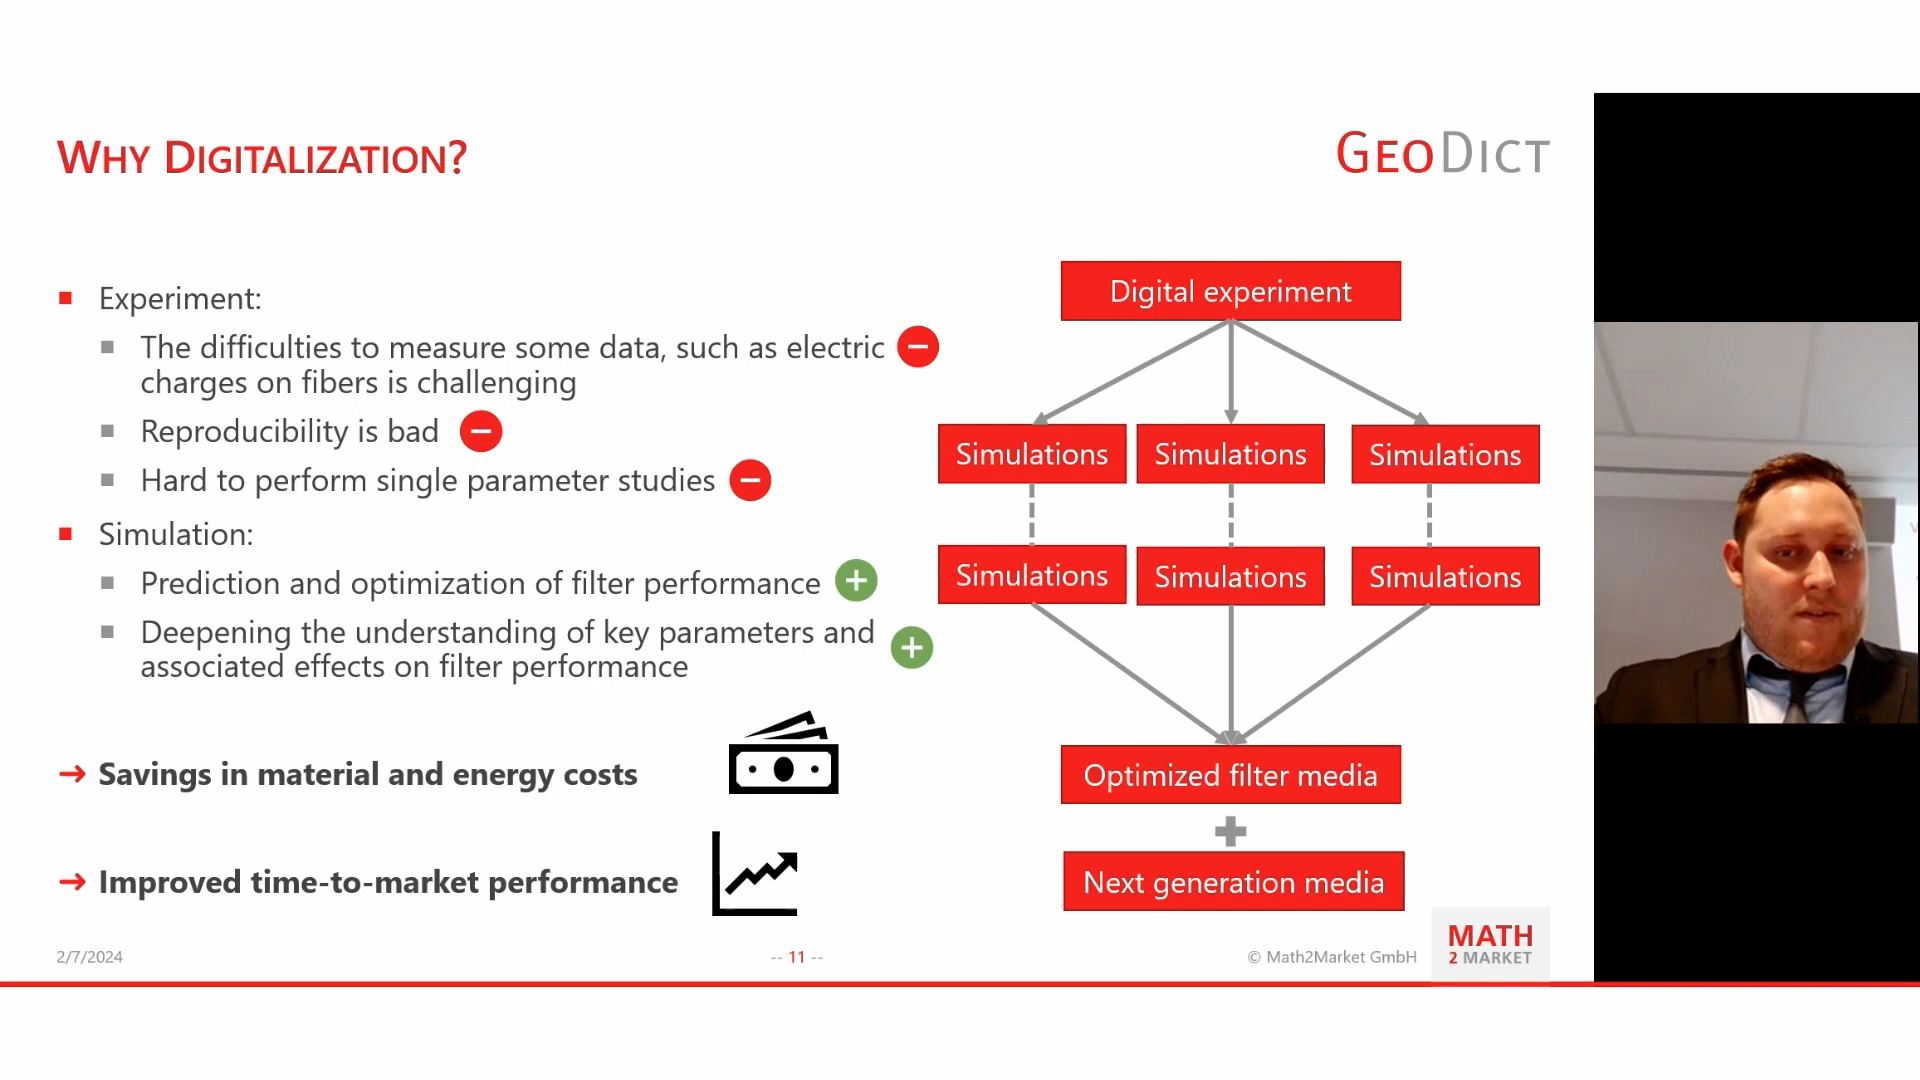 WHY DIGITALIZATION?
GEODICT
Experiment:
The difficulties to measure some data, such as electric
charges on fibers is challenging
Reproducibility is bad
Hard to perform single parameter studies
Simulation:
Prediction and optimization of filter performance
Deepening the understanding of key parameters and
associated effects on filter performance
→ Savings in material and energy costs
→ Improved time-to-market performance
Digital experiment
Simulations Simulations Simulations
Simulations Simulations Simulations
Optimized filter media
Next generation media
2/7/2024
-- 11 --
© Math2Market GmbH
MATH
2 MARKET